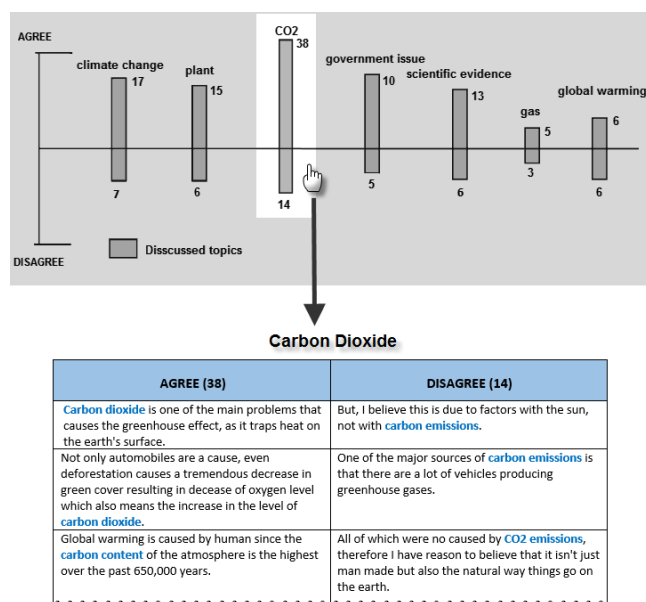 AGREE
CO2
38
climate change
17
plant
15
government issue
10
scientific evidence
13
gas
5
global warming
6
7
6
14
5
6
3
6
Disscussed topics
DISAGREE
Carbon Dioxide
AGREE (38)
DISAGREE (14)
Carbon dioxide is one of the main problems that
causes the greenhouse effect, as it traps heat on
the earth's surface.
But, I believe this is due to factors with the sun,
not with carbon emissions.
Not only automobiles are a cause, even
deforestation causes a tremendous decrease in
green cover resulting in decease of oxygen level
which also means the increase in the level of
carbon dioxide.
One of the major sources of carbon emissions is
that there are a lot of vehicles producing
greenhouse gases.
Global warming is caused by human since the
carbon content of the atmosphere is the highest
over the past 650,000 years.
All of which were no caused by CO2 emissions,
therefore I have reason to believe that it isn't just
man made but also the natural way things go on
the earth.